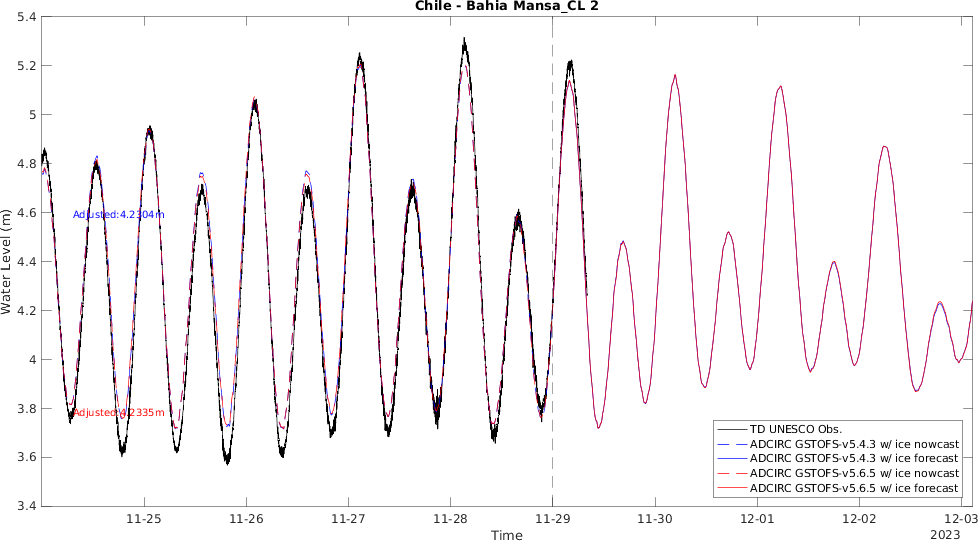 Chile - Bahia Mansa_CL 2
5.4
5.2
5
4.8
4.6
4.4
4.2
4
3.8
3.6
3.4
Water Level (m)
Adjusted:4.2304m
Adjusted:4.2335m
TD UNESCO Obs.
ADCIRC GSTOFS-v5.4.3 w/ ice nowcast
ADCIRC GSTOFS-v5.4.3 w/ ice forecast
ADCIRC GSTOFS-v5.6.5 w/ ice nowcast
ADCIRC GSTOFS-v5.6.5 w/ ice forecast
11-25 11-26 11-27 11-28 11-29 11-30 12-01 12-02 12-03
Time
2023